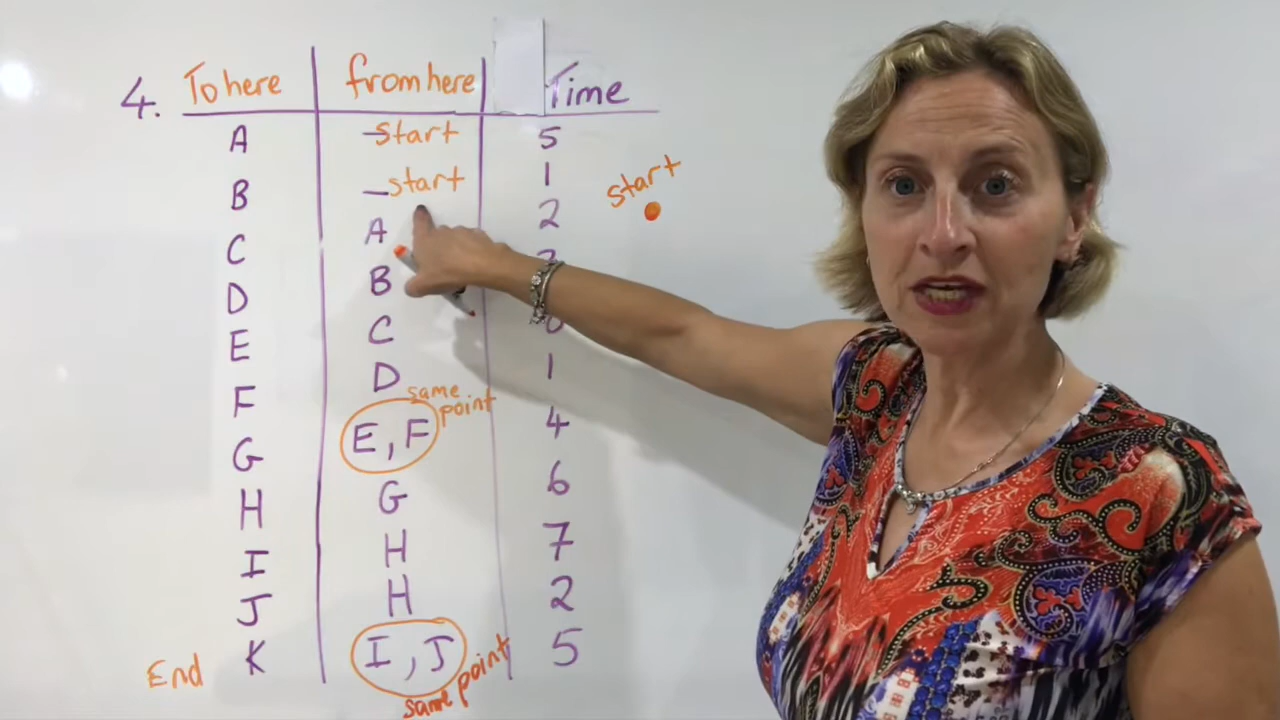 4. To here from here Time
A - start 5
B - start 1
start
C A 2
D B
E C
F D 1
same point
G E, F 4
H G 6
I H 7
J H 2
End K I, J 5
same point